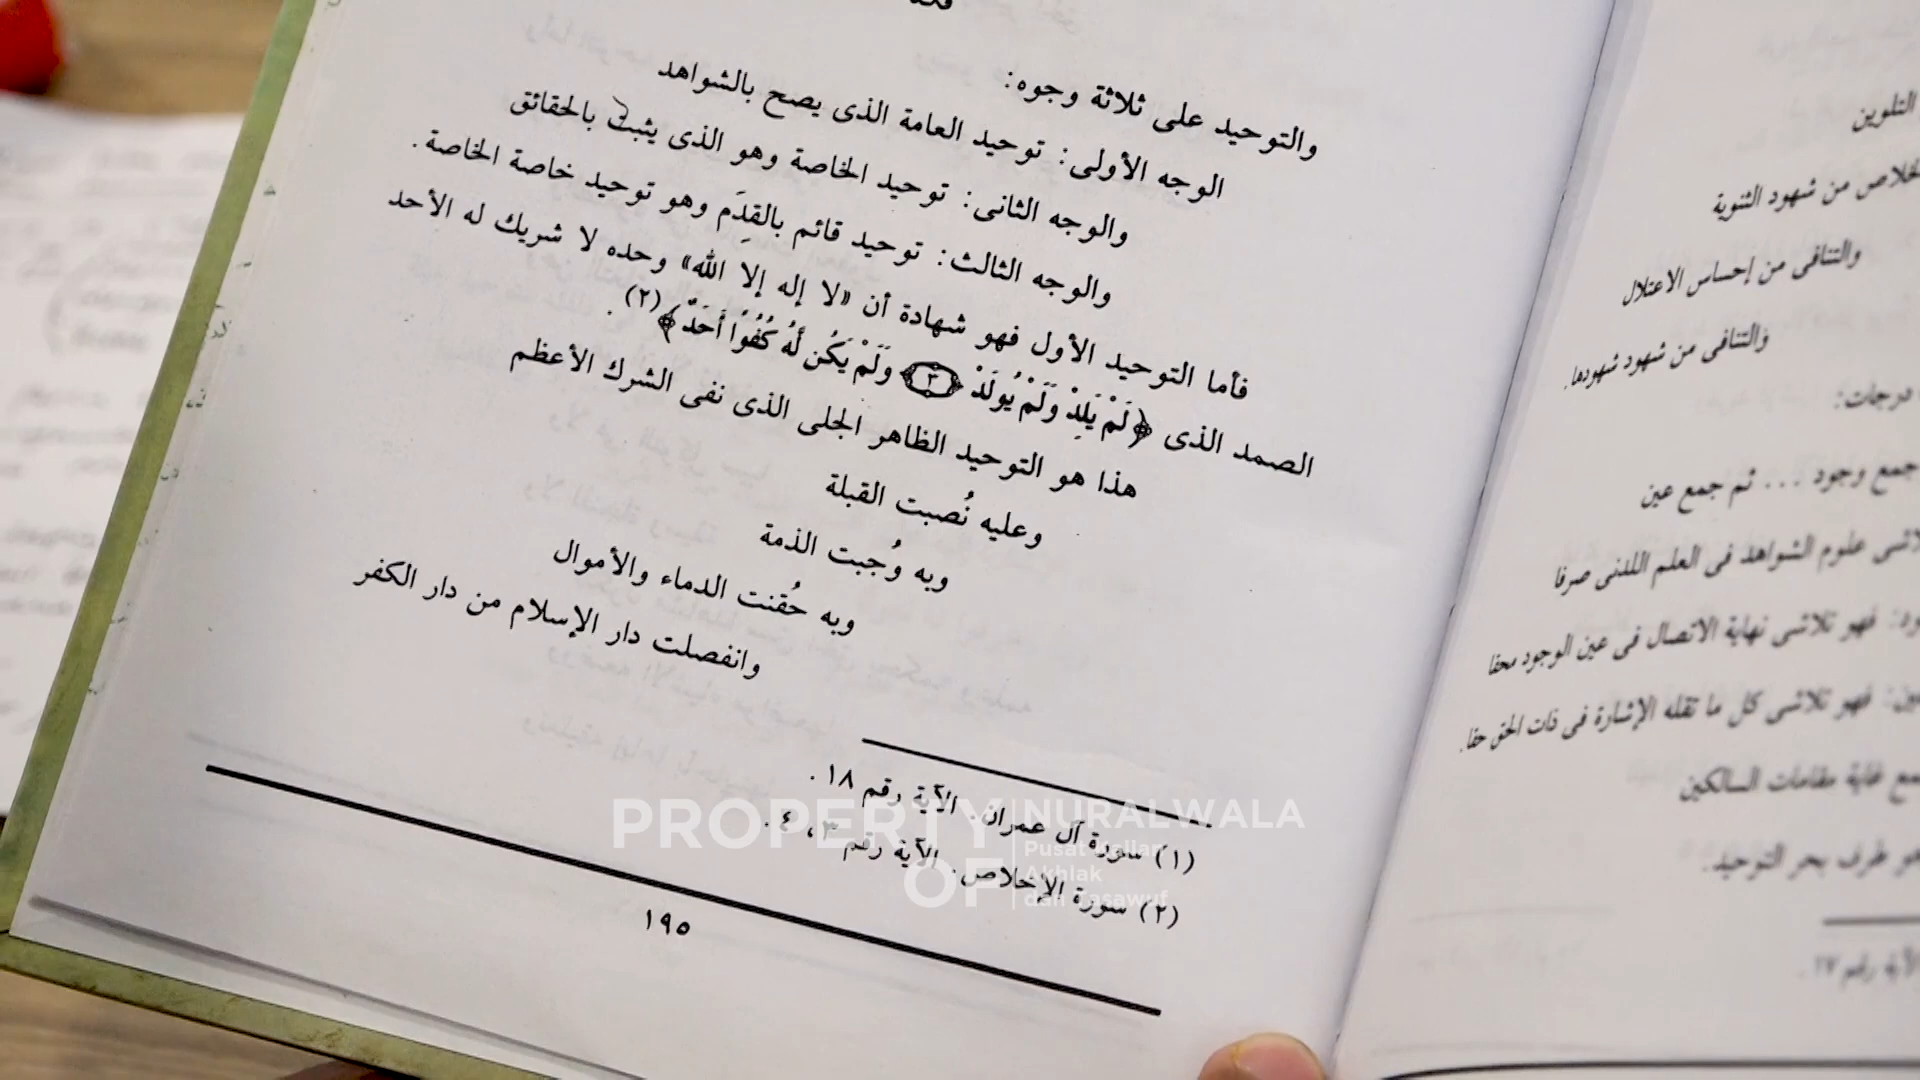 والتوحيد على ثلاثة وجوه:
الوجه الأولى: توحيد العامة الذى يصح بالشواهد
والوجه الثانى: توحيد الخاصة وهو الذى يثبت بالحقائق
والوجه الثالث: توحيد قائم بالقِدَم وهو توحيد خاصة الخاصة.
فأما التوحيد الأول فهو شهادة أن «لا إله إلا الله» وحده لا شريك له الأحد
الصمد الذى ﴿لَمْ يَلِدْ وَلَمْ يُولَدْ ﴿٣﴾ وَلَمْ يَكُن لَّهُ كُفُوًا أَحَدٌ﴾(٢).
هذا هو التوحيد الظاهر الجلى الذى نفى الشرك الأعظم
وعليه نُصبت القبلة
وبه وُجبت الذمة
وبه حُقنت الدماء والأموال
وانفصلت دار الإسلام من دار الكفر
(١) سورة آل عمران. الآية رقم ١٨.
(٢) سورة الإخلاص. الآية رقم ٣، ٤.
١٩٥
التلوين
من شهود الثنوية
والتنافى من إحساس الاعتلال
والتنافى من شهود شهودها.
درجات:
جمع وجود ... ثم جمع عين
علوم الشواهد فى العلم اللدنى صرفا
فهو تلاشى نهاية الاتصال فى عين الوجود محقا
فهو تلاشى كل ما تقله الإشارة فى ذات الحق حقا.
غاية مقامات السالكين
طرف بحر التوحيد.
PROPERTY OF
NURALWALA
Pusat Kajian
Akhlak
dan Tasawuf